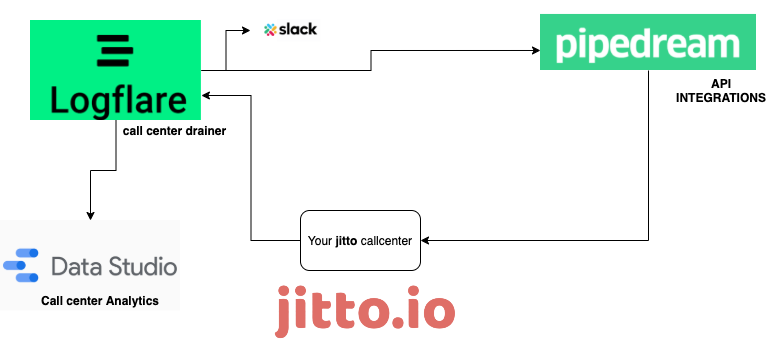 slack
pipedream
Logflare
API
INTEGRATIONS
call center drainer
Your jitto callcenter
Data Studio
Call center Analytics
jitto.io